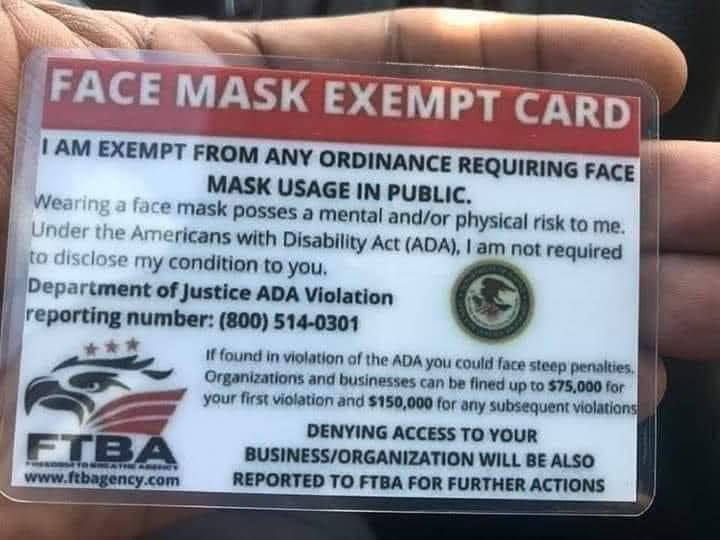 FACE MASK EXEMPT CARD
I AM EXEMPT FROM ANY ORDINANCE REQUIRING FACE
MASK USAGE IN PUBLIC.
Wearing a face mask posses a mental and/or physical risk to me.
Under the Americans with Disability Act (ADA), I am not required
to disclose my condition to you.
Department of Justice ADA Violation
reporting number: (800) 514-0301
If found in violation of the ADA you could face steep penalties.
Organizations and businesses can be fined up to $75,000 for
your first violation and $150,000 for any subsequent violations
DENYING ACCESS TO YOUR
BUSINESS/ORGANIZATION WILL BE ALSO
REPORTED TO FTBA FOR FURTHER ACTIONS
FTBA
FREEDOM TO BREATHE AGENCY
www.ftbagency.com